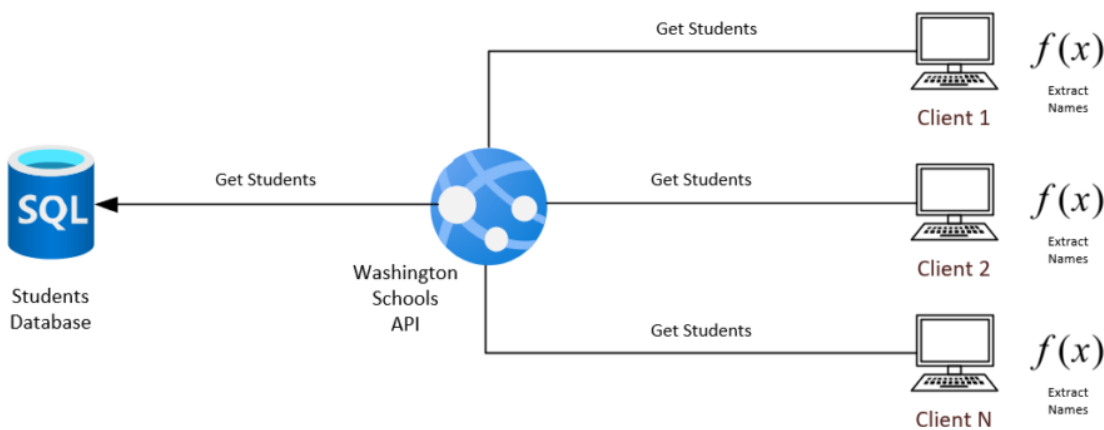 Get Students
f(x)
Extract
Names
Client 1
SQL
Get Students
Get Students
f(x)
Extract
Names
Client 2
Students
Database
Washington
Schools
API
Get Students
f(x)
Extract
Names
Client N